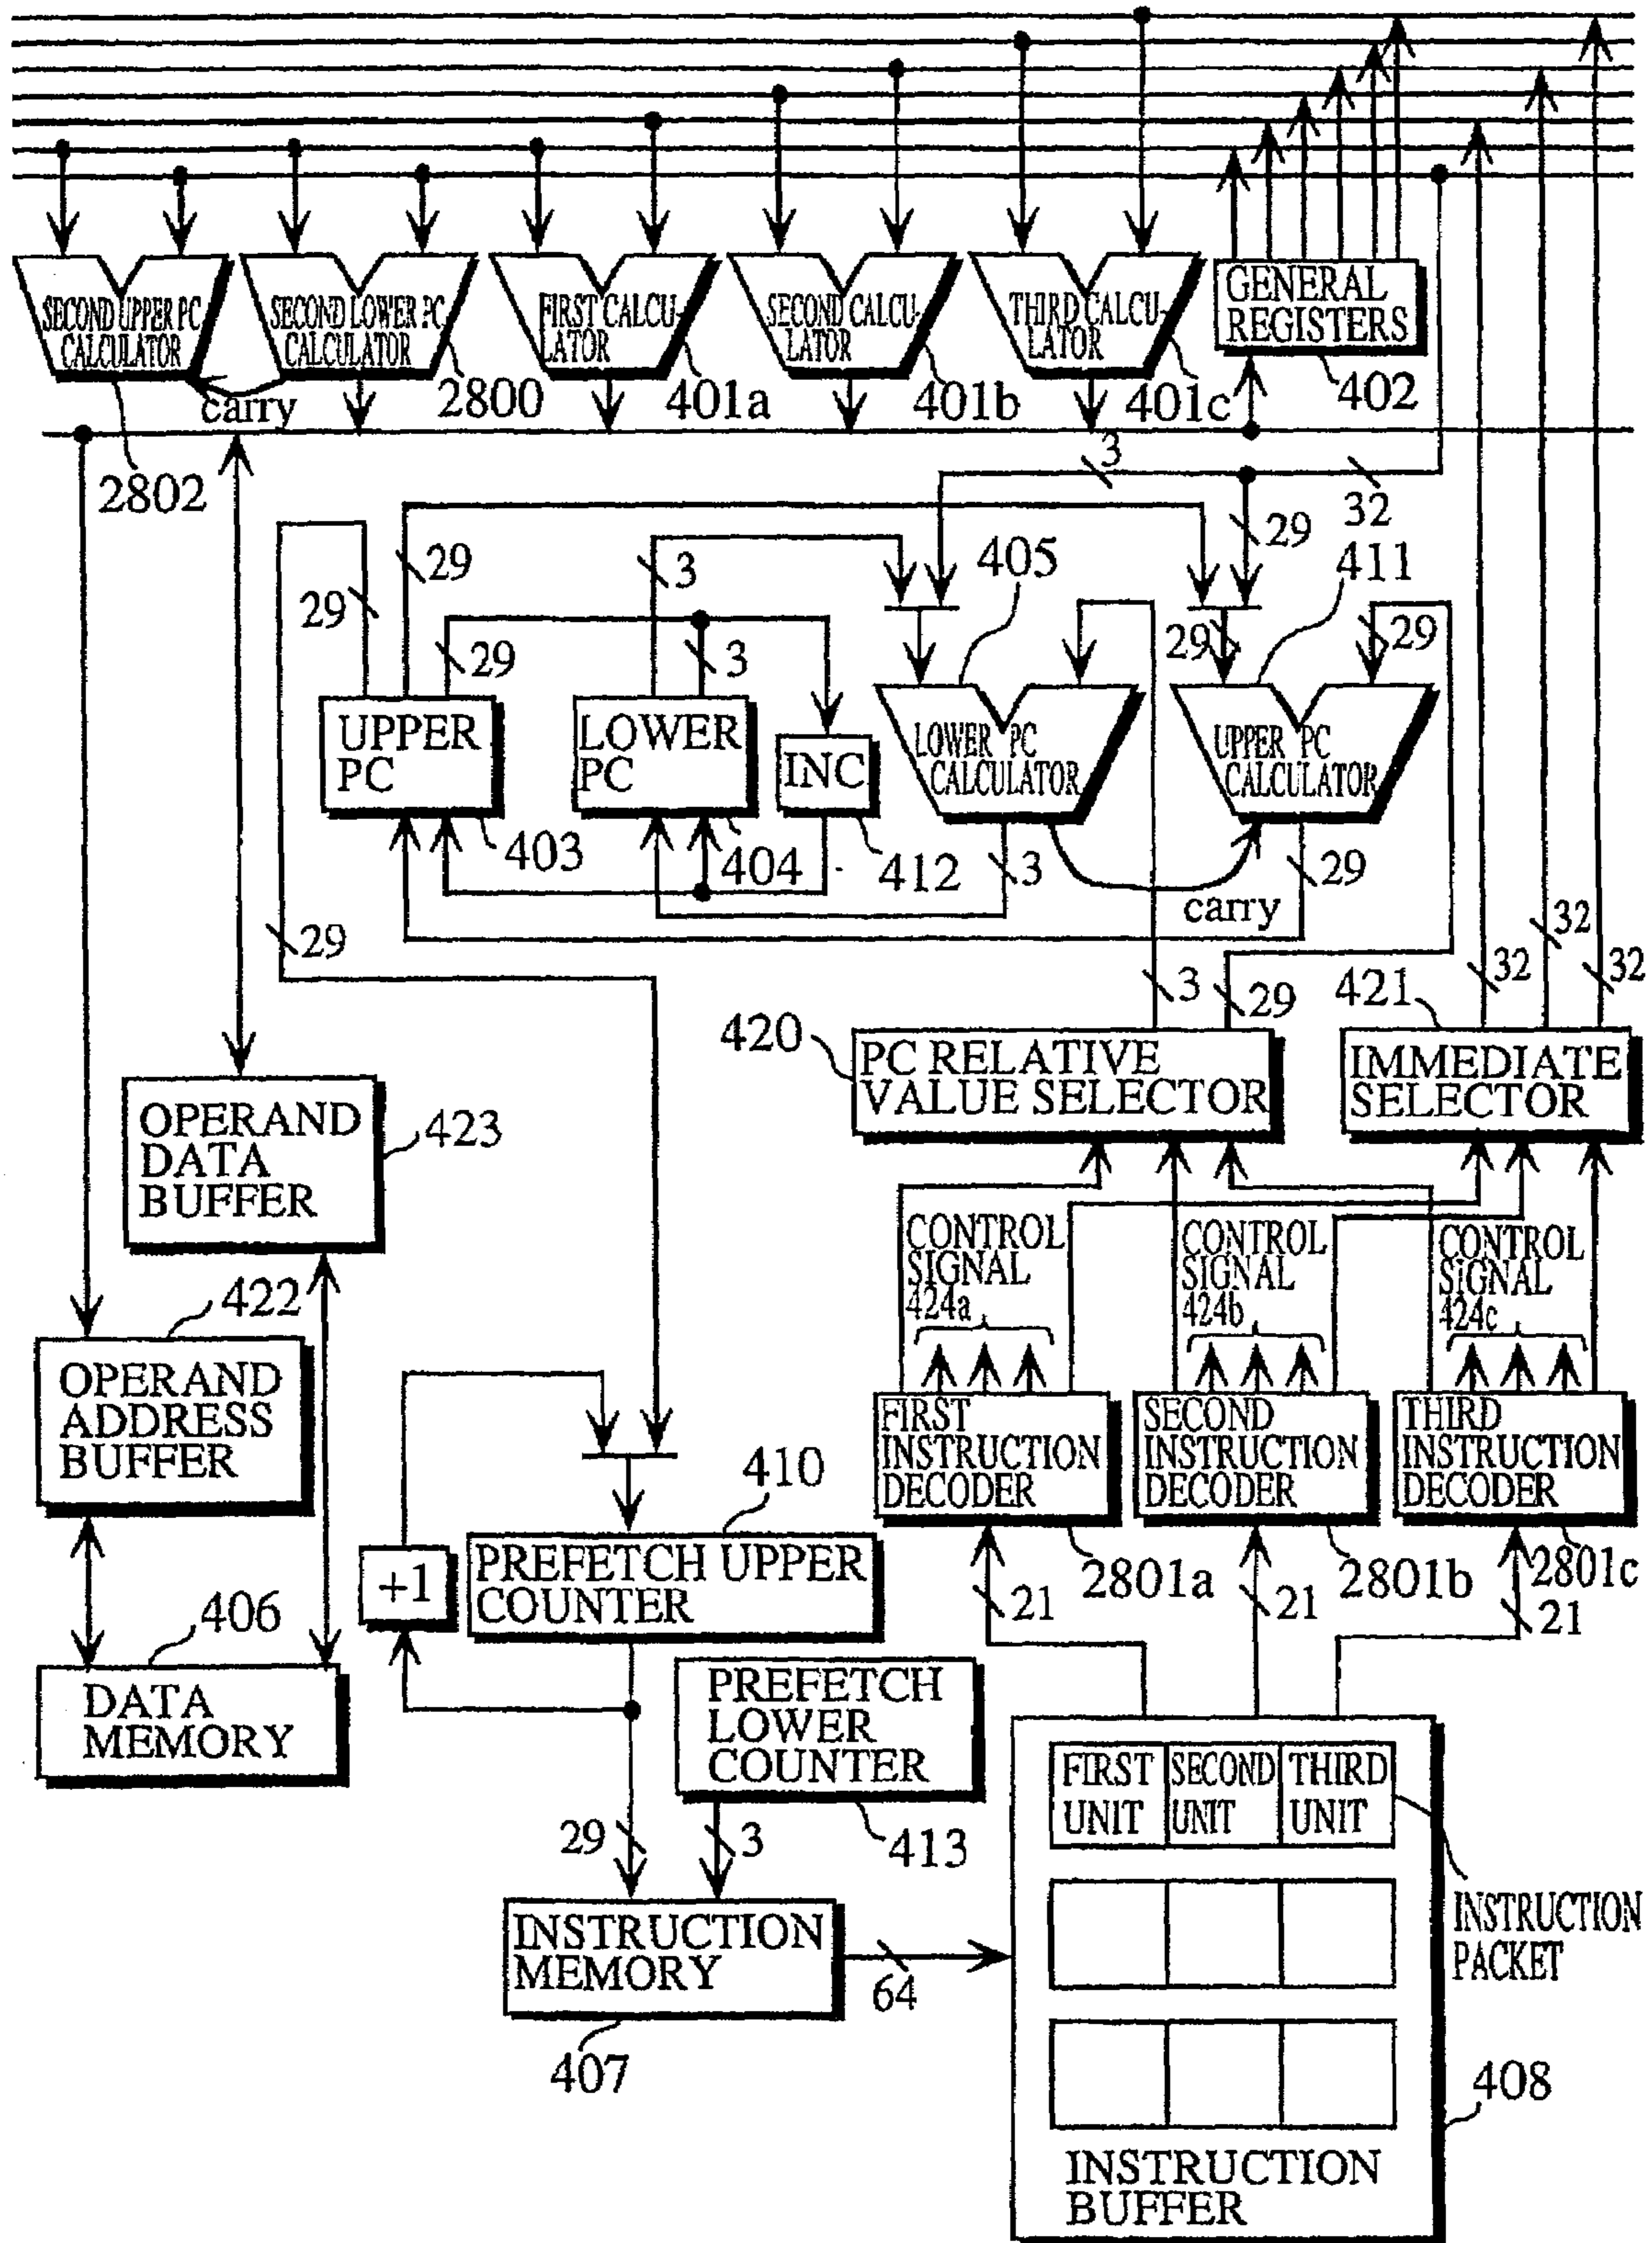 SECOND UPPER PC
CALCULATOR
SECOND LOWER PC
CALCULATOR
FIRST CALCU-
LATOR
SECOND CALCU-
LATOR
THIRD CALCU-
LATOR
GENERAL
REGISTERS
carry
2802
2800
401a
401b
401c
402
3
32
29
29
29
3
29
3
405
29
411
29
UPPER
PC
403
LOWER
PC
404
INC
412
LOWER PC
CALCULATOR
UPPER PC
CALCULATOR
3
carry
29
29
3
29
32
32
32
420
PC RELATIVE
VALUE SELECTOR
421
IMMEDIATE
SELECTOR
OPERAND
DATA
BUFFER
423
CONTROL
SIGNAL
424a
CONTROL
SIGNAL
424b
CONTROL
SIGNAL
424c
422
OPERAND
ADDRESS
BUFFER
FIRST
INSTRUCTION
DECODER
SECOND
INSTRUCTION
DECODER
THIRD
INSTRUCTION
DECODER
2801a
2801b
2801c
21
21
21
410
+1
PREFETCH UPPER
COUNTER
406
DATA
MEMORY
PREFETCH
LOWER
COUNTER
413
29
3
INSTRUCTION
MEMORY
407
64
FIRST
UNIT
SECOND
UNIT
THIRD
UNIT
INSTRUCTION
PACKET
408
INSTRUCTION
BUFFER